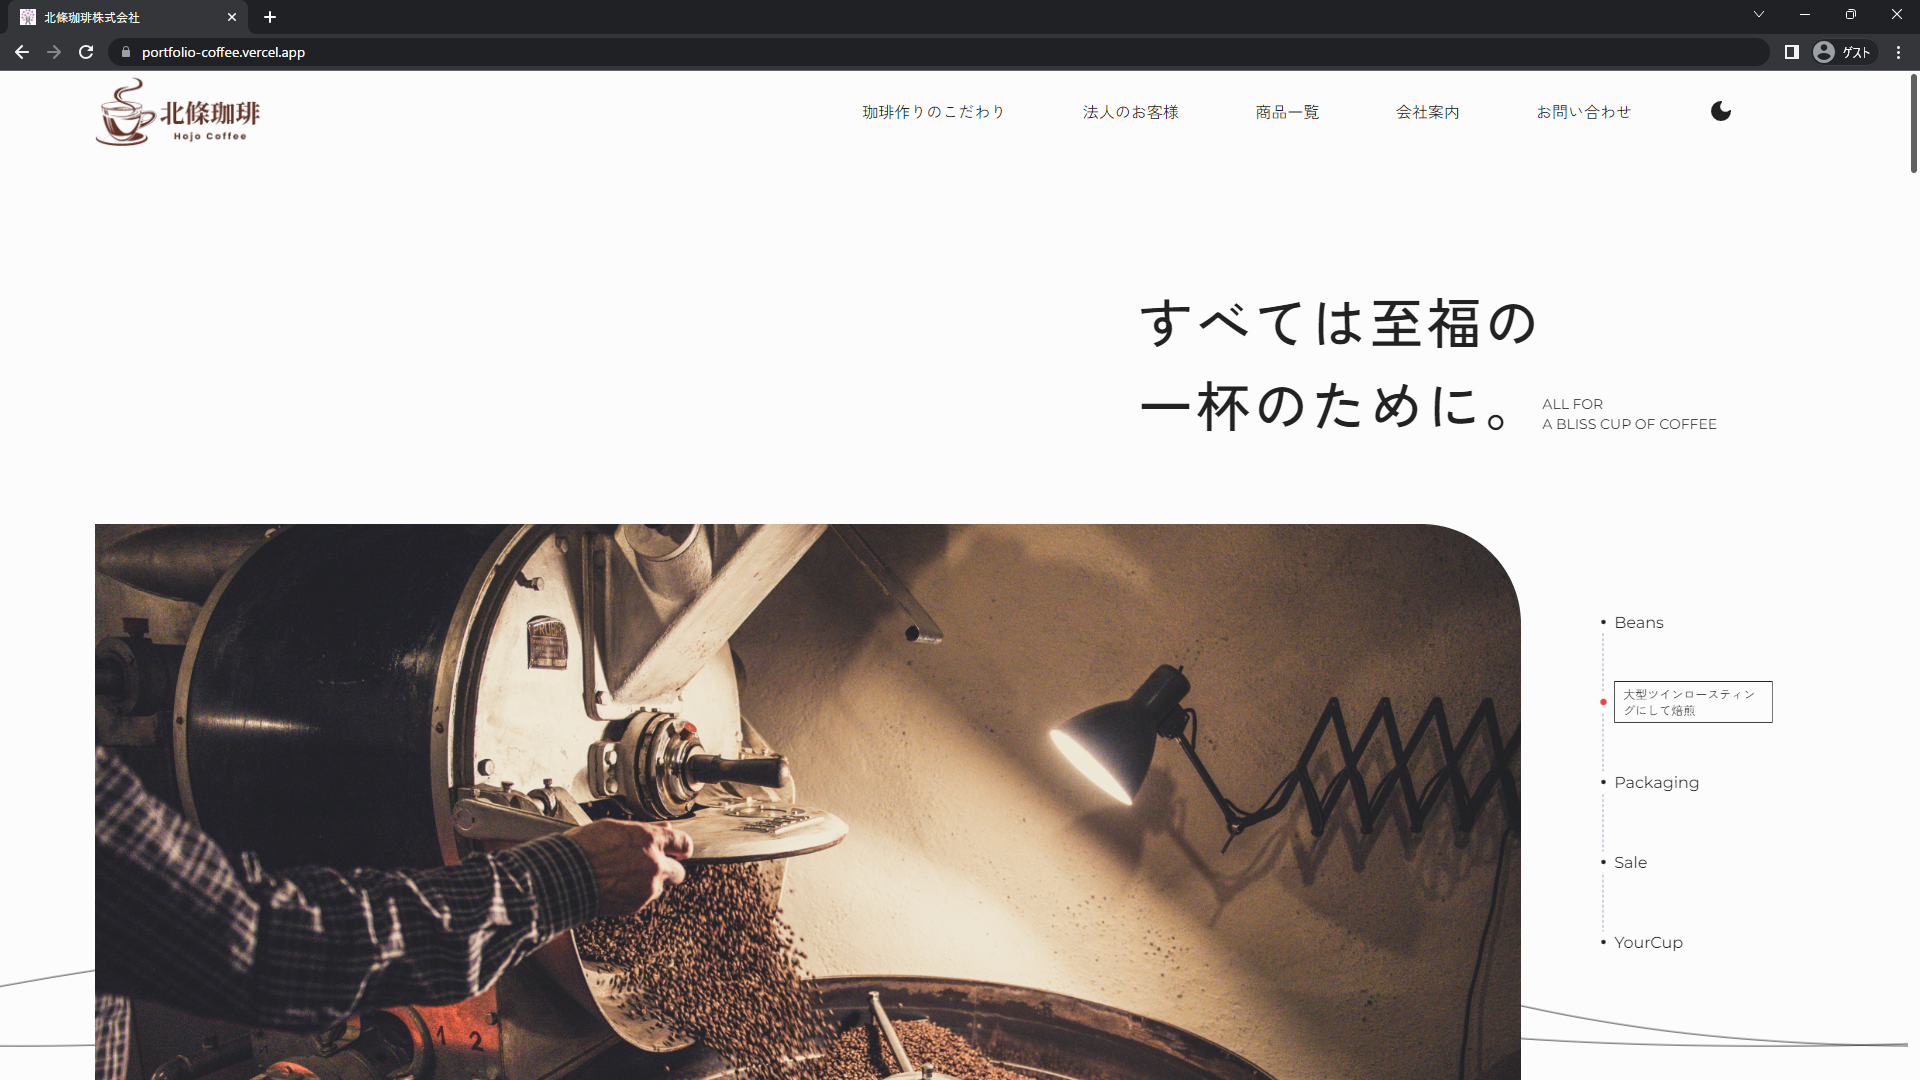 北條珈琲株式会社
portfolio-coffee.vercel.app
ゲスト
北條珈琲
Hojo Coffee
珈琲作りのこだわり
法人のお客様
商品一覧
会社案内
お問い合わせ
すべては至福の
一杯のために。
ALL FOR
A BLISS CUP OF COFFEE
Beans
大型ツインロースティン
グにして焙煎
Packaging
Sale
YourCup
1 2